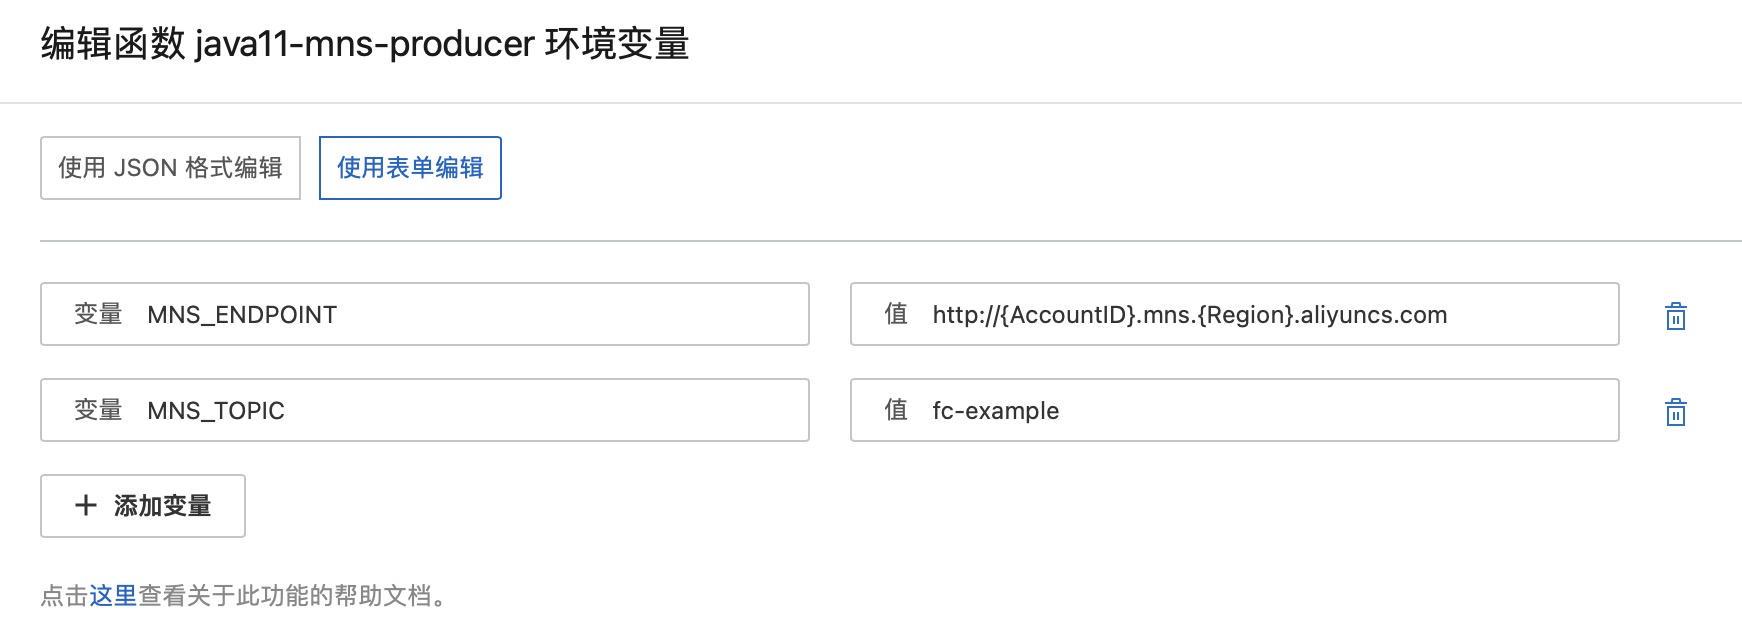 编辑函数 java11-mns-producer 环境变量
使用 JSON 格式编辑 使用表单编辑
变量 MNS_ENDPOINT 值 http://{AccountID}.mns.{Region}.aliyuncs.com
变量 MNS_TOPIC 值 fc-example
添加变量
点击这里查看关于此功能的帮助文档。